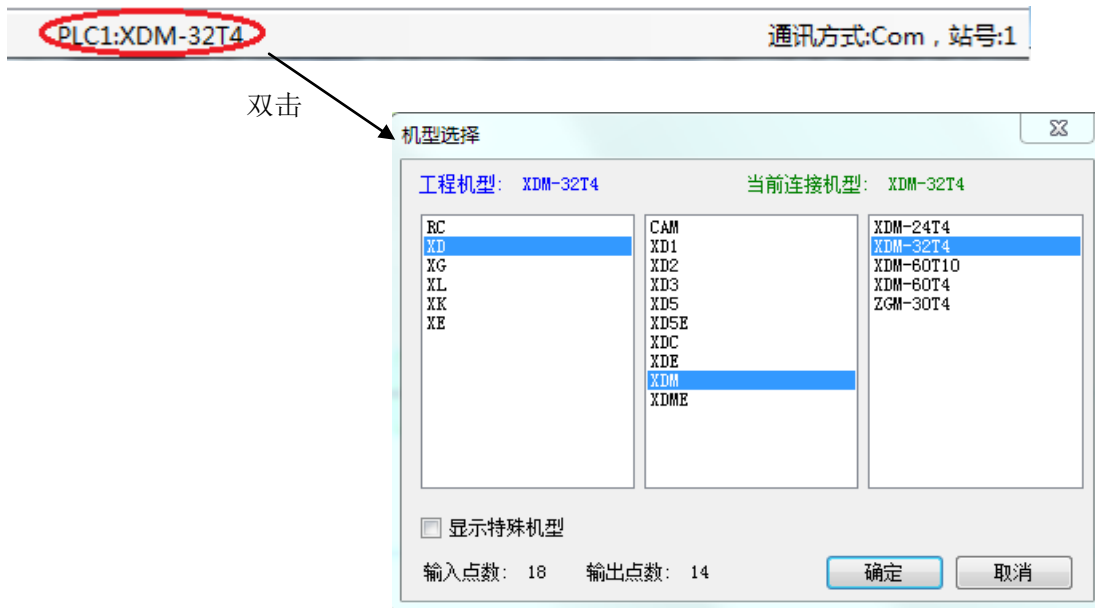 PLC1:XDM-32T4
通讯方式:Com，站号:1
双击
机型选择
工程机型: XDM-32T4
当前连接机型: XDM-32T4
RC
XD
XG
XL
XK
XE
CAM
XD1
XD2
XD3
XD5
XD5E
XDC
XDE
XDM
XDME
XDM-24T4
XDM-32T4
XDM-60T10
XDM-60T4
ZGM-30T4
显示特殊机型
输入点数: 18
输出点数: 14
确定
取消